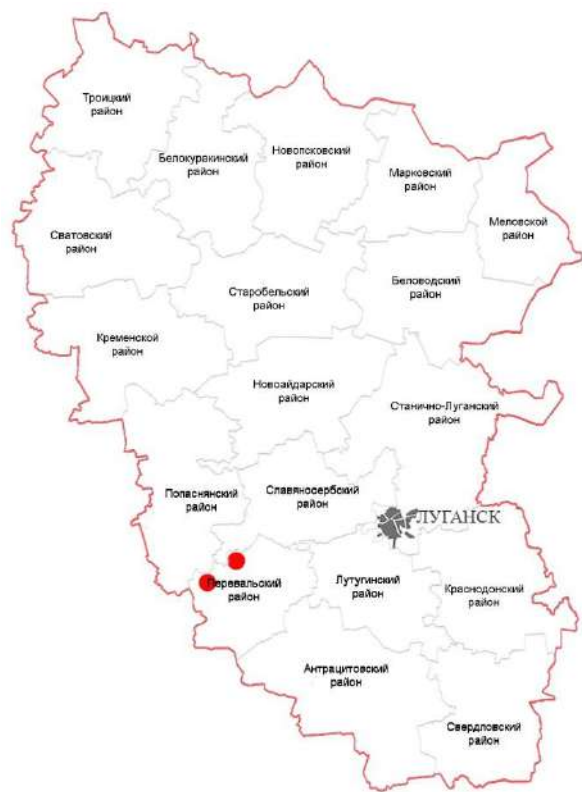 Троицкий
район
Белокуракинский
район
Новопсковский
район
Марковский
район
Меловской
район
Сватовский
район
Старобельский
район
Беловодский
район
Кременской
район
Новоайдарский
район
Станично-Луганский
район
Попаснянский
район
Славяносербский
район
ЛУГАНСК
Перевальский
район
Лутугинский
район
Краснодонский
район
Антрацитовский
район
Свердловский
район